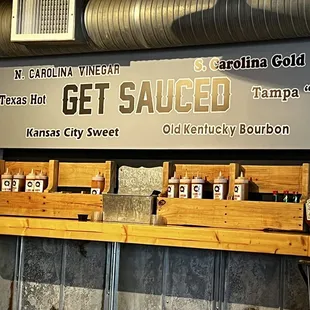 S. Carolina Gold
N. CAROLINA VINEGAR
Texas Hot
GET SAUCED
Tampa "
Kansas City Sweet
Old Kentucky Bourbon